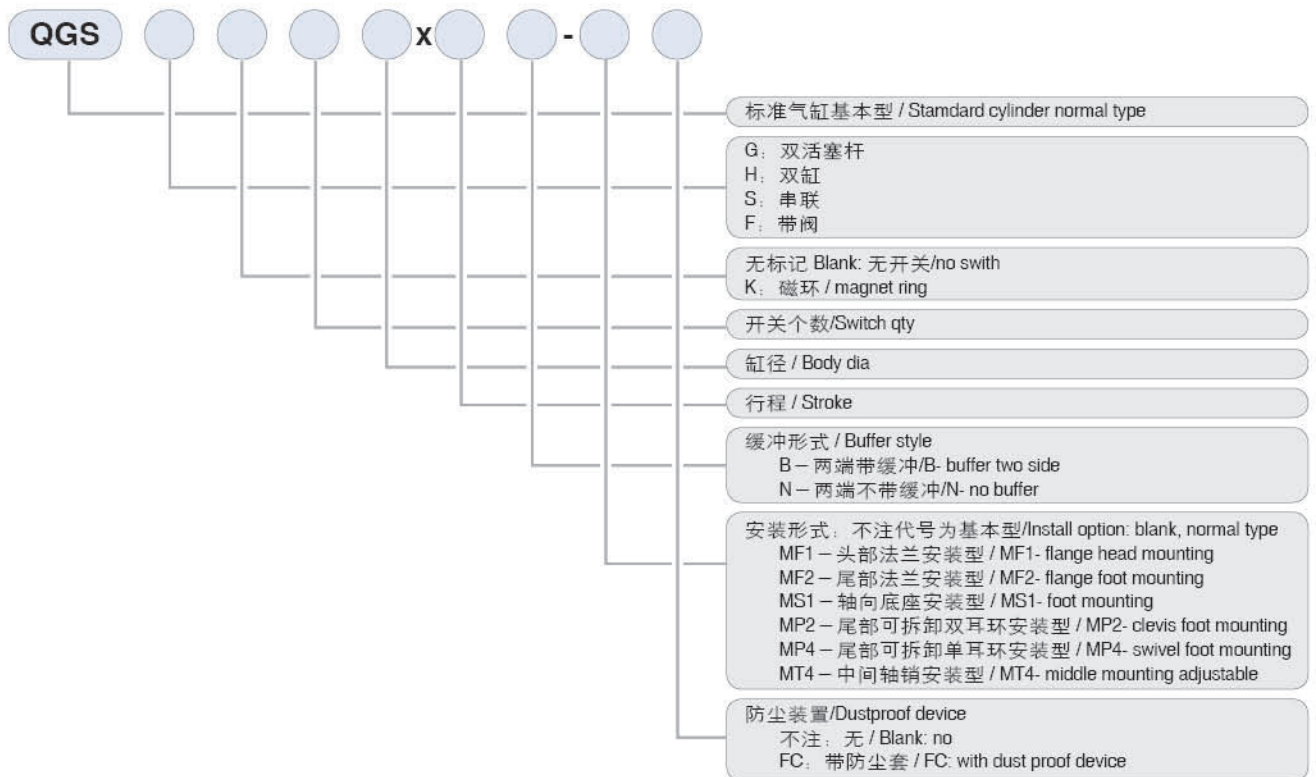 QGS x -
标准气缸基本型 / Stamdard cylinder normal type
G：双活塞杆
H：双缸
S：串联
F：带阀
无标记 Blank: 无开关/no swith
K：磁环 / magnet ring
开关个数/Switch qty
缸径 / Body dia
行程 / Stroke
缓冲形式 / Buffer style
B－两端带缓冲/B- buffer two side
N－两端不带缓冲/N- no buffer
安装形式：不注代号为基本型/Install option: blank, normal type
MF1－头部法兰安装型 / MF1- flange head mounting
MF2－尾部法兰安装型 / MF2- flange foot mounting
MS1－轴向底座安装型 / MS1- foot mounting
MP2－尾部可拆卸双耳环安装型 / MP2- clevis foot mounting
MP4－尾部可拆卸单耳环安装型 / MP4- swivel foot mounting
MT4－中间轴销安装型 / MT4- middle mounting adjustable
防尘装置/Dustproof device
不注：无 / Blank: no
FC：带防尘套 / FC: with dust proof device